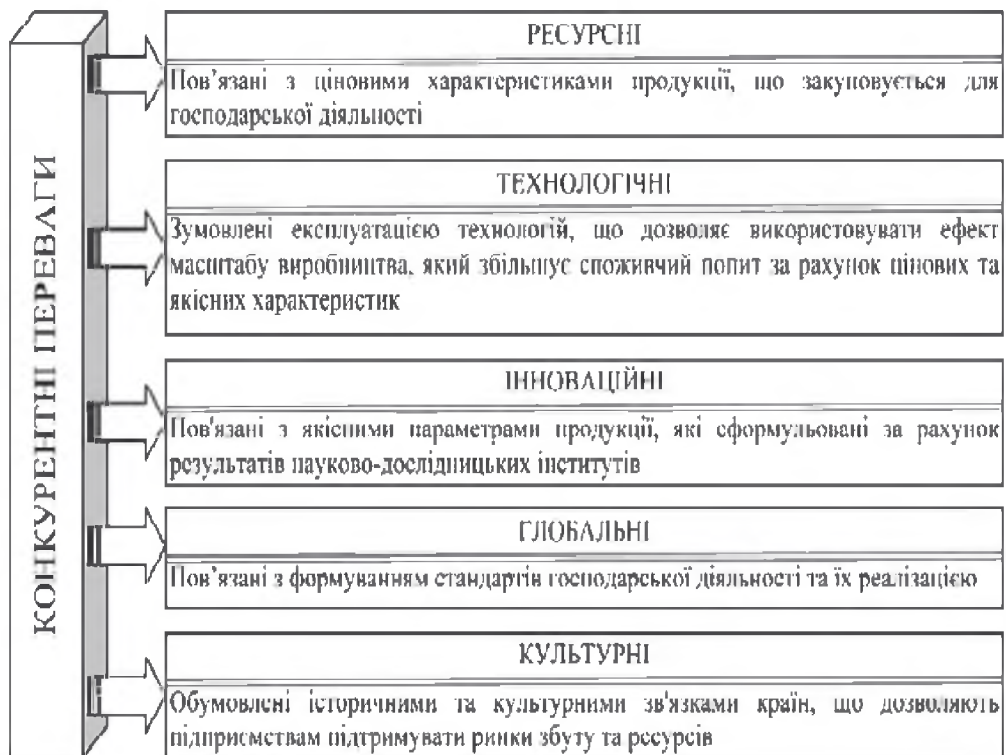 КОНКУРЕНТНІ ПЕРЕВАГИ
РЕСУРСНІ
Пов'язані з ціновими характеристиками продукції, що закуповується для
господарської діяльності
ТЕХНОЛОГІЧНІ
Зумовлені експлуатацією технологій, що дозволяє використовувати ефект
масштабу виробництва, який збільшує споживчий попит за рахунок цінових та
якісних характеристик
ІННОВАЦІЙНІ
Пов'язані з якісними параметрами продукції, які сформульовані за рахунок
результатів науково-дослідницьких інститутів
ГЛОБАЛЬНІ
Пов'язані з формуванням стандартів господарської діяльності та їх реалізацією
КУЛЬТУРНІ
Обумовлені історичними та культурними зв'язками країн, що дозволяють
підприємствам підтримувати ринки збуту та ресурсів